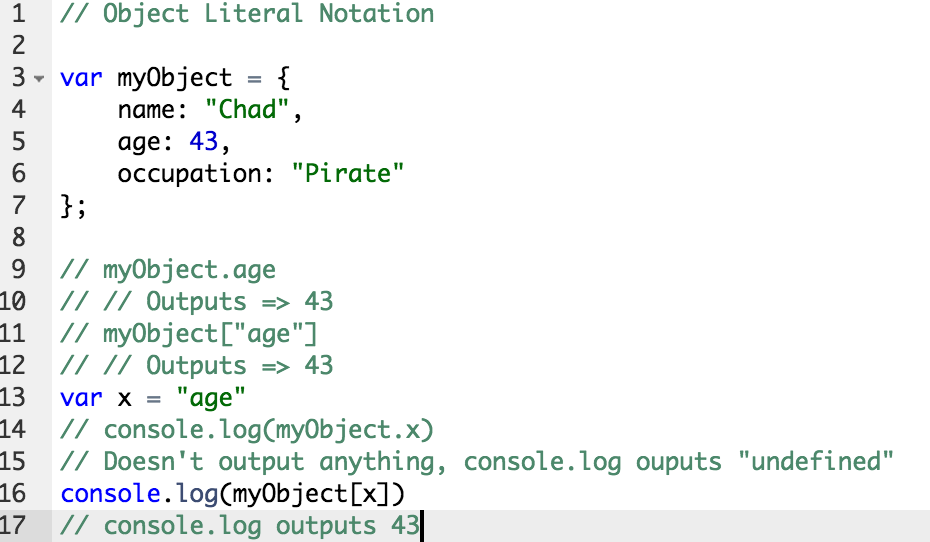 1 // Object Literal Notation
2
3 var myObject = {
4     name: "Chad",
5     age: 43,
6     occupation: "Pirate"
7 };
8
9 // myObject.age
10 // // Outputs => 43
11 // myObject["age"]
12 // // Outputs => 43
13 var x = "age"
14 // console.log(myObject.x)
15 // Doesn't output anything, console.log ouputs "undefined"
16 console.log(myObject[x])
17 // console.log outputs 43